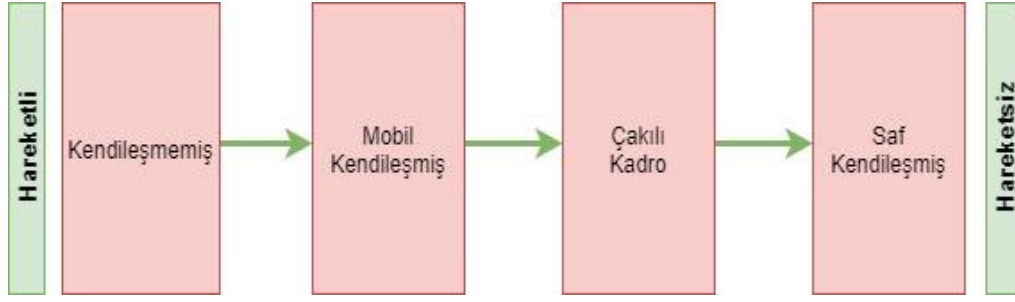 Hareketli
Kendileşmemiş
Mobil
Kendileşmiş
Çakılı
Kadro
Saf
Kendileşmiş
Hareketsiz